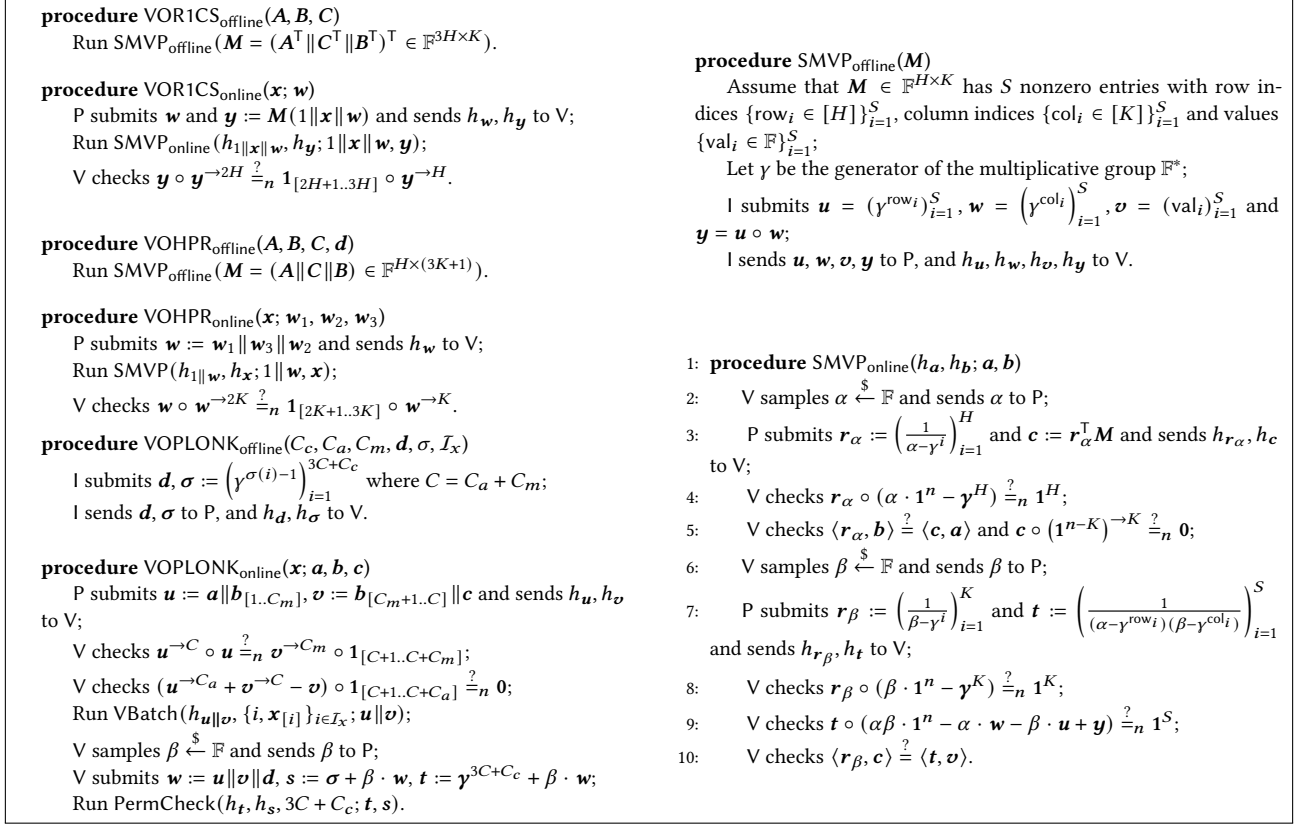 procedure VOR1CS_offline(A, B, C)
Run SMVP_offline(M = (A^⊤∥C^⊤∥B^⊤)^⊤ ∈ 𝔽^{3H×K}).
procedure VOR1CS_online(x; w)
P submits w and y := M(1∥x∥w) and sends h_w, h_y to V;
Run SMVP_online(h_{1∥x∥w}, h_y; 1∥x∥w, y);
V checks y ∘ y^{→2H} =?_n 1_{[2H+1..3H]} ∘ y^{→H}.
procedure VOHPR_offline(A, B, C, d)
Run SMVP_offline(M = (A∥C∥B) ∈ 𝔽^{H×(3K+1)}).
procedure VOHPR_online(x; w_1, w_2, w_3)
P submits w := w_1∥w_3∥w_2 and sends h_w to V;
Run SMVP(h_{1∥w}, h_x; 1∥w, x);
V checks w ∘ w^{→2K} =?_n 1_{[2K+1..3K]} ∘ w^{→K}.
procedure VOPLONK_offline(C_c, C_a, C_m, d, σ, I_x)
I submits d, σ := (γ^{σ(i)−1})_{i=1}^{3C+C_c} where C = C_a + C_m;
I sends d, σ to P, and h_d, h_σ to V.
procedure VOPLONK_online(x; a, b, c)
P submits u := a∥b_{[1..C_m]}, v := b_{[C_m+1..C]}∥c and sends h_u, h_v
to V;
V checks u^{→C} ∘ u =?_n v^{→C_m} ∘ 1_{[C+1..C+C_m]};
V checks (u^{→C_a} + v^{→C} − v) ∘ 1_{[C+1..C+C_a]} =?_n 0;
Run VBatch(h_{u∥v}, {i, x_{[i]}}_{i∈I_x}; u∥v);
V samples β ←$ 𝔽 and sends β to P;
V submits w := u∥v∥d, s := σ + β · w, t := γ^{3C+C_c} + β · w;
Run PermCheck(h_t, h_s, 3C + C_c; t, s).
procedure SMVP_offline(M)
Assume that M ∈ 𝔽^{H×K} has S nonzero entries with row in-
dices {row_i ∈ [H]}_{i=1}^S, column indices {col_i ∈ [K]}_{i=1}^S and values
{val_i ∈ 𝔽}_{i=1}^S;
Let γ be the generator of the multiplicative group 𝔽*;
I submits u = (γ^{row_i})_{i=1}^S, w = (γ^{col_i})_{i=1}^S, v = (val_i)_{i=1}^S and
y = u ∘ w;
I sends u, w, v, y to P, and h_u, h_w, h_v, h_y to V.
1: procedure SMVP_online(h_a, h_b; a, b)
2: V samples α ←$ 𝔽 and sends α to P;
3: P submits r_α := (1/(α−γ^i))_{i=1}^H and c := r_α^⊤M and sends h_{r_α}, h_c
to V;
4: V checks r_α ∘ (α · 1^n − γ^H) =?_n 1^H;
5: V checks ⟨r_α, b⟩ =? ⟨c, a⟩ and c ∘ (1^{n−K})^{→K} =?_n 0;
6: V samples β ←$ 𝔽 and sends β to P;
7: P submits r_β := (1/(β−γ^i))_{i=1}^K and t := (1/((α−γ^{row_i})(β−γ^{col_i})))_{i=1}^S
and sends h_{r_β}, h_t to V;
8: V checks r_β ∘ (β · 1^n − γ^K) =?_n 1^K;
9: V checks t ∘ (αβ · 1^n − α · w − β · u + y) =?_n 1^S;
10: V checks ⟨r_β, c⟩ =? ⟨t, v⟩.